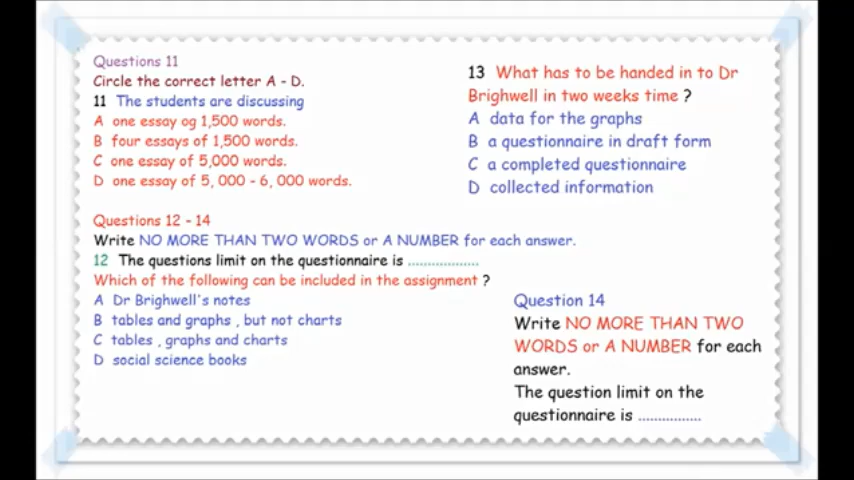 Questions 11
Circle the correct letter A - D.
11 The students are discussing
A one essay og 1,500 words.
B four essays of 1,500 words.
C one essay of 5,000 words.
D one essay of 5, 000 - 6, 000 words.
Questions 12 - 14
Write NO MORE THAN TWO WORDS or A NUMBER for each answer.
12 The questions limit on the questionnaire is ..................
Which of the following can be included in the assignment ?
A Dr Brighwell's notes
B tables and graphs , but not charts
C tables , graphs and charts
D social science books
13 What has to be handed in to Dr
Brighwell in two weeks time ?
A data for the graphs
B a questionnaire in draft form
C a completed questionnaire
D collected information
Question 14
Write NO MORE THAN TWO
WORDS or A NUMBER for each
answer.
The question limit on the
questionnaire is ................